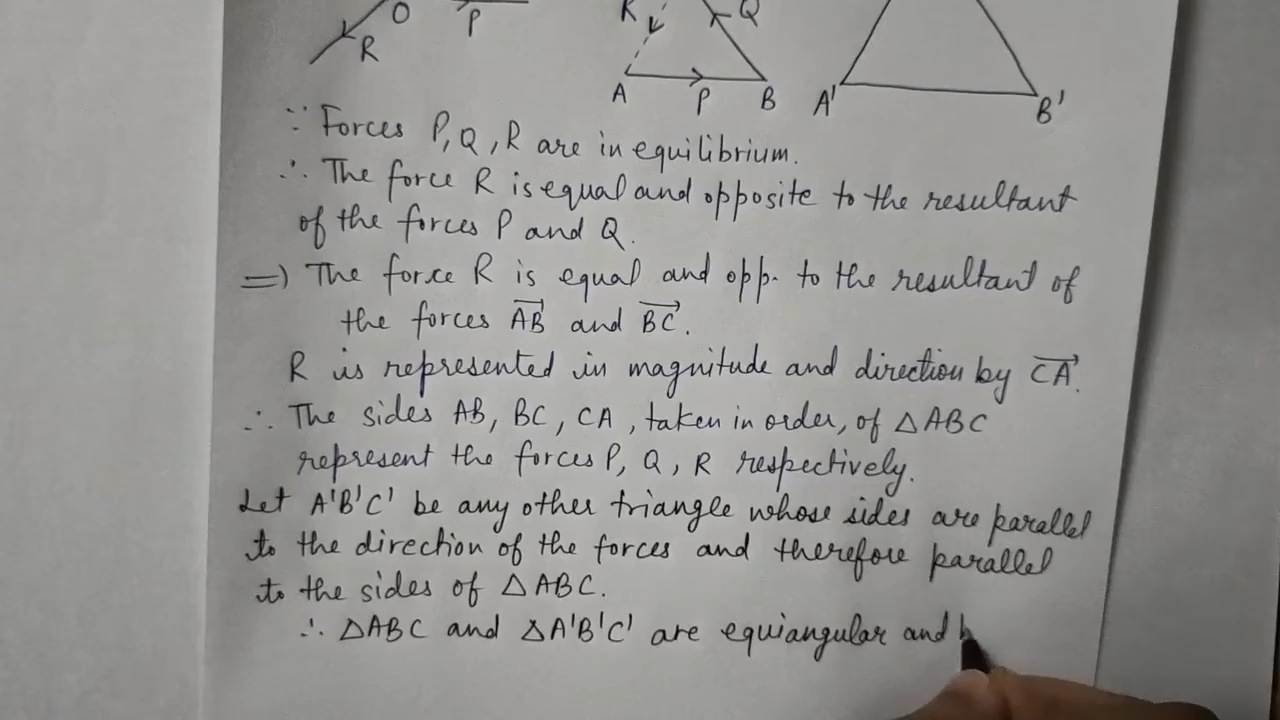 O
R
P
R
Q
A
P
B
A'
B'
∵ Forces P, Q, R are in equilibrium.
∴ The force R is equal and opposite to the resultant
of the forces P and Q.
=) The force R is equal and opp. to the resultant of
the forces AB⃗ and BC⃗.
R is represented in magnitude and direction by CA⃗.
∴ The sides AB, BC, CA, taken in order, of △ABC
represent the forces P, Q, R respectively.
Let A'B'C' be any other triangle whose sides are parallel
to the direction of the forces and therefore parallel
to the sides of △ABC.
∴ △ABC and △A'B'C' are equiangular and